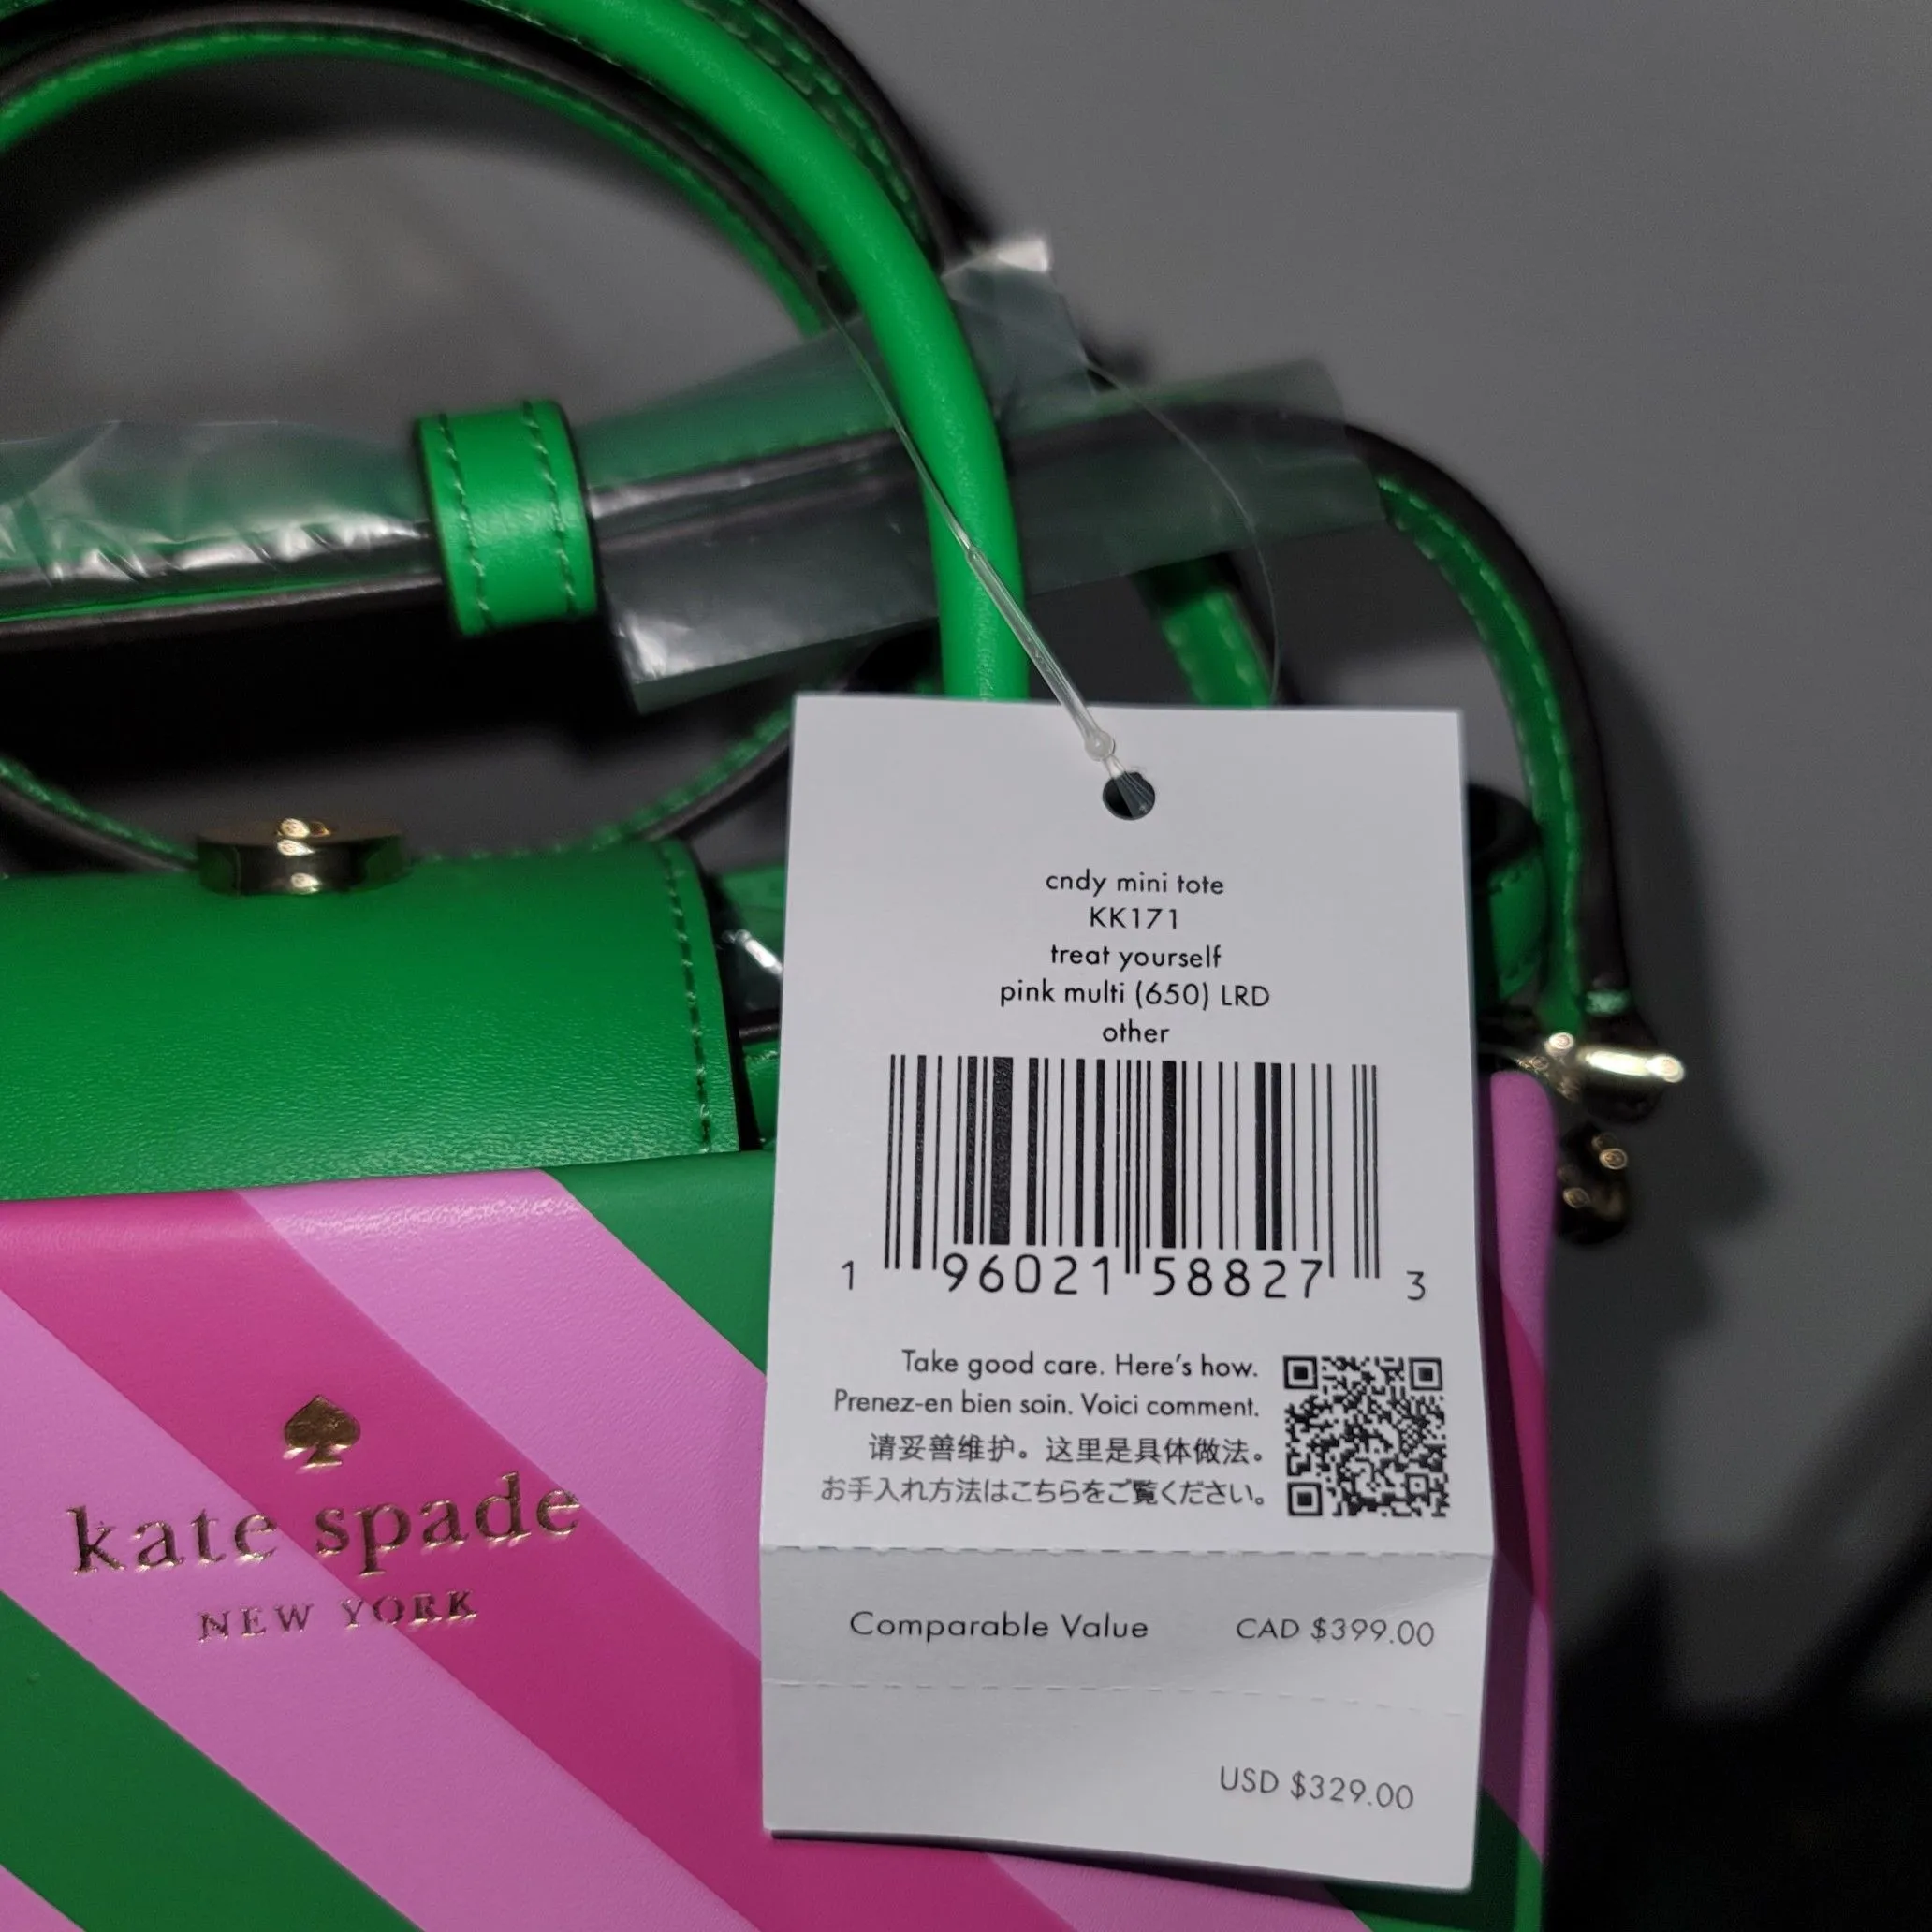 cndy mini tote
KK171
treat yourself
pink multi (650) LRD
other
1 96021 58827 3
Take good care. Here's how.
Prenez-en bien soin. Voici comment.
请妥善维护。这里是具体做法。
お手入れ方法はこちらをご覧ください。
Comparable Value CAD $399.00
USD $329.00
kate spade
NEW YORK